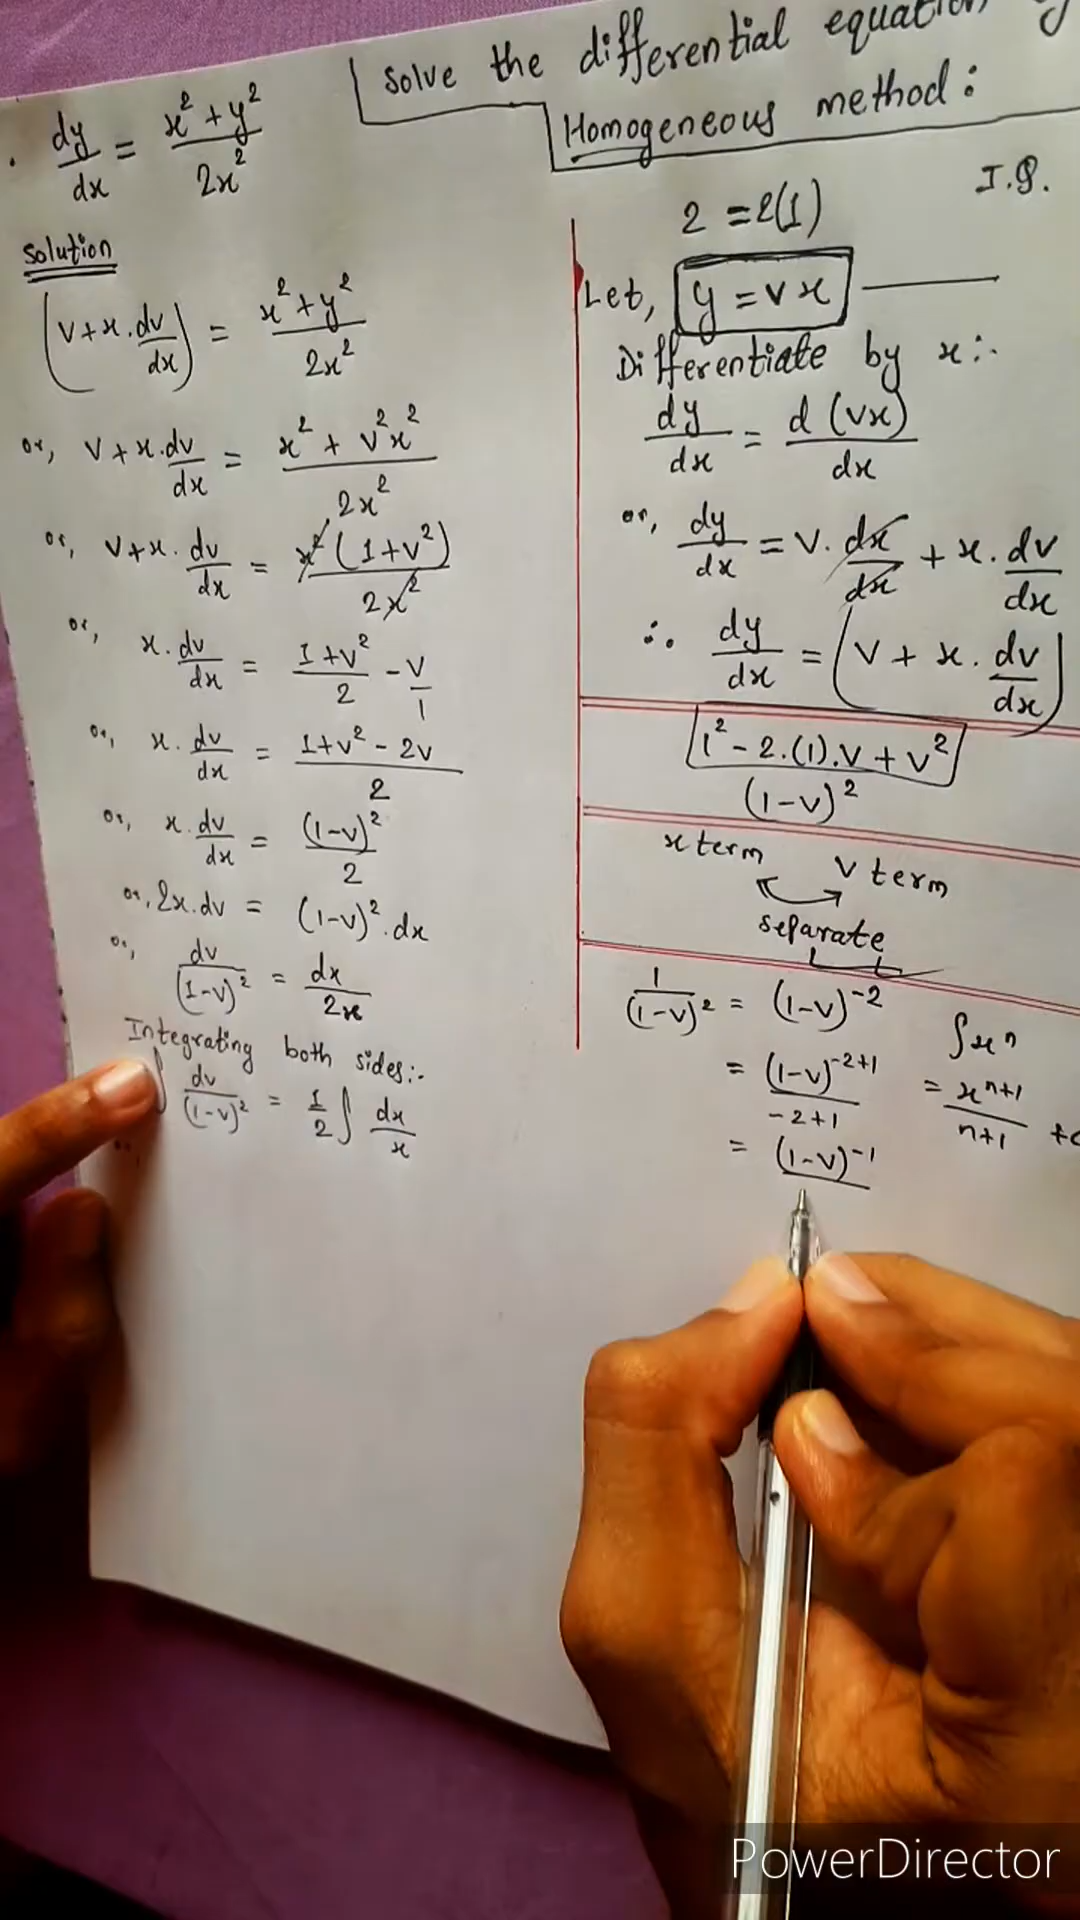 Solve the differential equation
Homogeneous method:
I.S.
dy/dx = x²+y²/2x²
Solution
(v+x.dv/dx) = x²+y²/2x²
or, v+x.dv/dx = x² + v²x²/2x²
or, v+x.dv/dx = x²(1+v²)/2x²
or, x.dv/dx = 1+v²/2 - v/1
or, x.dv/dx = 1+v² - 2v/2
or, x.dv/dx = (1-v)²/2
or, 2x.dv = (1-v)².dx
or, dv/(1-v)² = dx/2x
Integrating both sides:-
∫ dv/(1-v)² = 1/2 ∫ dx/x
or,
2 = 2(1)
Let, y = vx
Differentiate by x:-
dy/dx = d(vx)/dx
or, dy/dx = v.dx/dx + x.dv/dx
∴ dy/dx = (v + x.dv/dx)
1² - 2.(1).v + v²
(1-v)²
x term v term
separate
1/(1-v)² = (1-v)-2
= (1-v)-2+1/-2+1
= (1-v)-1
∫xⁿ
= xn+1/n+1 +c
PowerDirector